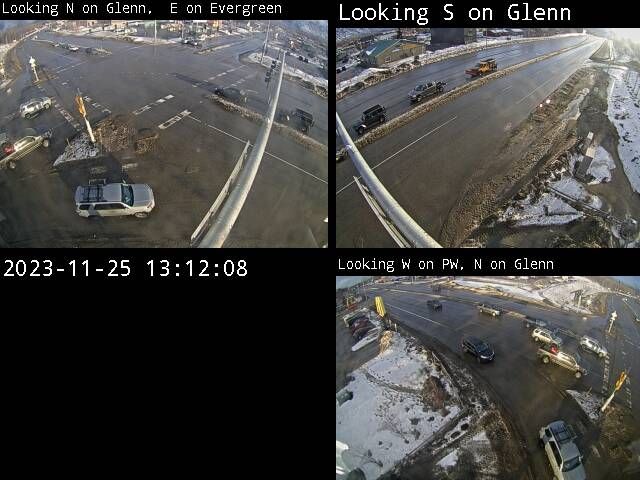 Looking N on Glenn,  E on Evergreen
Looking S on Glenn
2023-11-25 13:12:08
Looking W on PW, N on Glenn